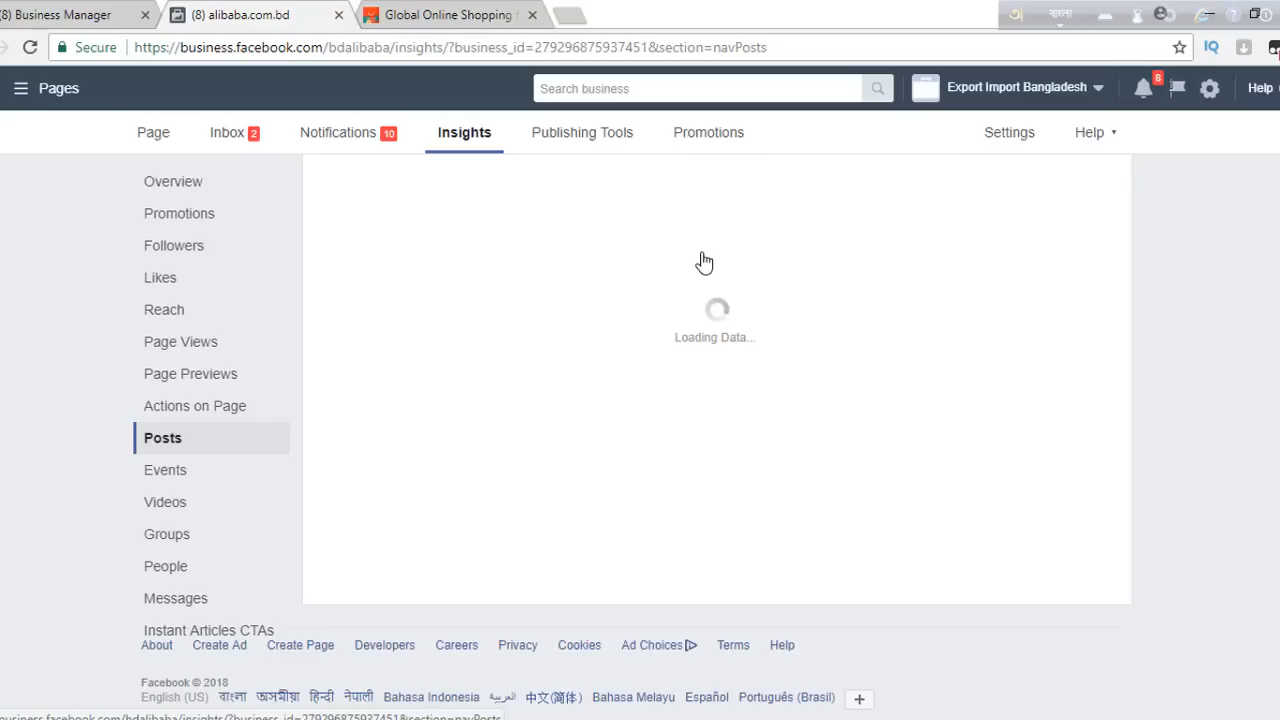 (8) Business Manager
(8) alibaba.com.bd
Global Online Shopping
বাংলা
Secure
https://business.facebook.com/bdalibaba/insights/?business_id=279296875937451&section=navPosts
IQ
Pages
Search business
Export Import Bangladesh
8
Help
Page
Inbox 2
Notifications 10
Insights
Publishing Tools
Promotions
Settings
Help
Overview
Promotions
Followers
Likes
Reach
Page Views
Page Previews
Actions on Page
Posts
Events
Videos
Groups
People
Messages
Instant Articles CTAs
Loading Data...
About
Create Ad
Create Page
Developers
Careers
Privacy
Cookies
Ad Choices
Terms
Help
Facebook © 2018
English (US)
বাংলা
অসমীয়া
हिन्दी
नेपाली
Bahasa Indonesia
العربية
中文(简体)
Bahasa Melayu
Español
Português (Brasil)
+